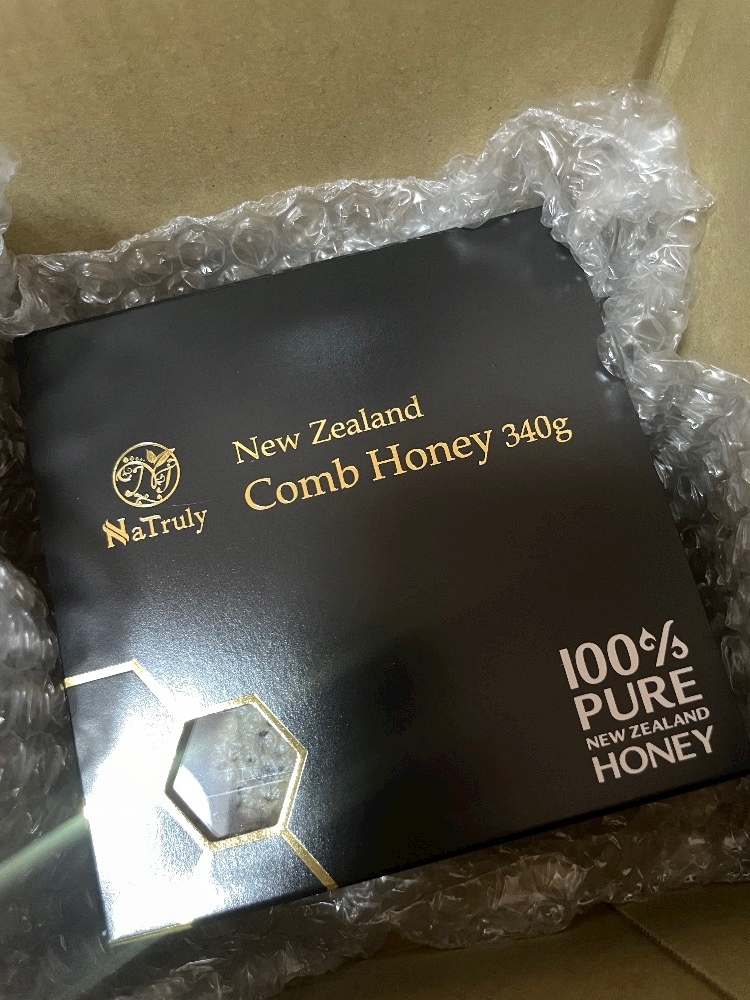 New Zealand
Comb Honey 340g
NaTruly
100%
PURE
NEW ZEALAND
HONEY